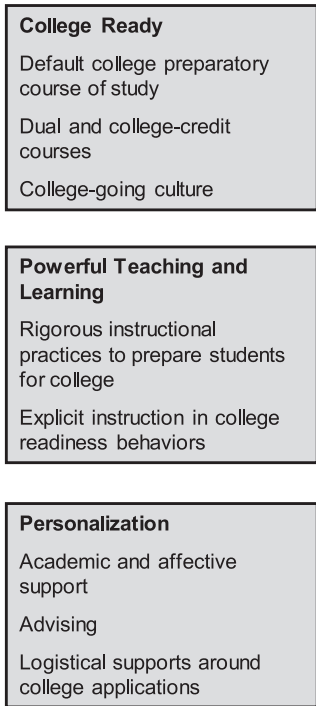 College Ready
Default college preparatory
course of study
Dual and college-credit
courses
College-going culture
Powerful Teaching and
Learning
Rigorous instructional
practices to prepare students
for college
Explicit instruction in college
readiness behaviors
Personalization
Academic and affective
support
Advising
Logistical supports around
college applications